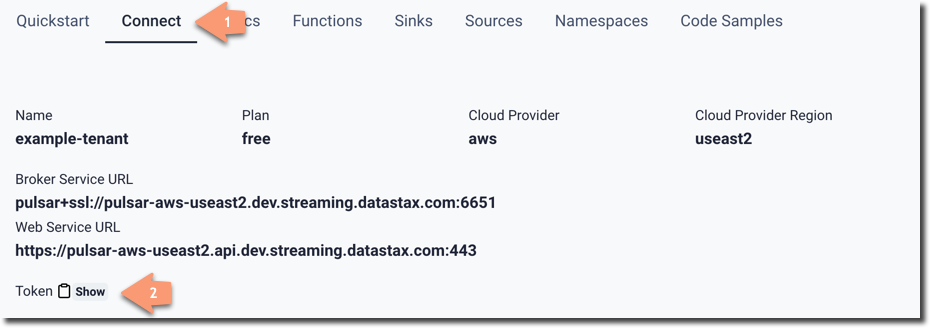 Quickstart Connect 1 cs Functions Sinks Sources Namespaces Code Samples
Name Plan Cloud Provider Cloud Provider Region
example-tenant free aws useast2
Broker Service URL
pulsar+ssl://pulsar-aws-useast2.dev.streaming.datastax.com:6651
Web Service URL
https://pulsar-aws-useast2.api.dev.streaming.datastax.com:443
Token Show 2